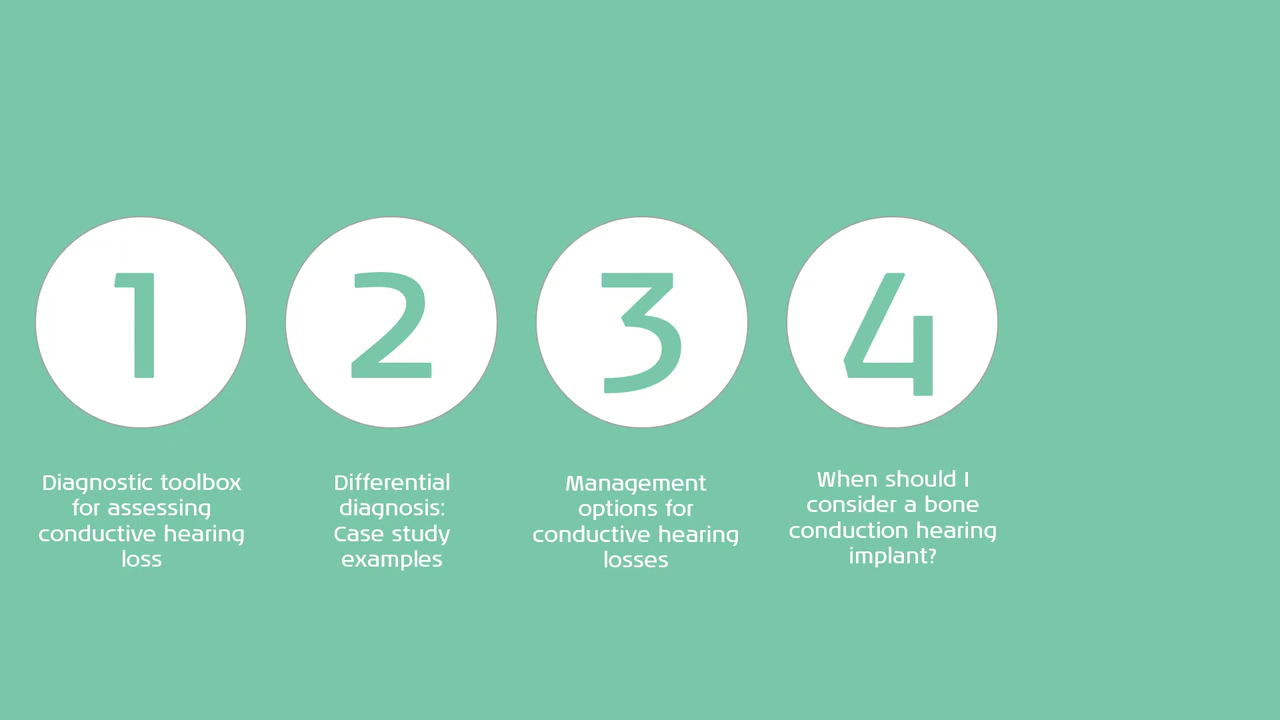 1
Diagnostic toolbox
for assessing
conductive hearing
loss
2
Differential
diagnosis:
Case study
examples
3
Management
options for
conductive hearing
losses
4
When should I
consider a bone
conduction hearing
implant?